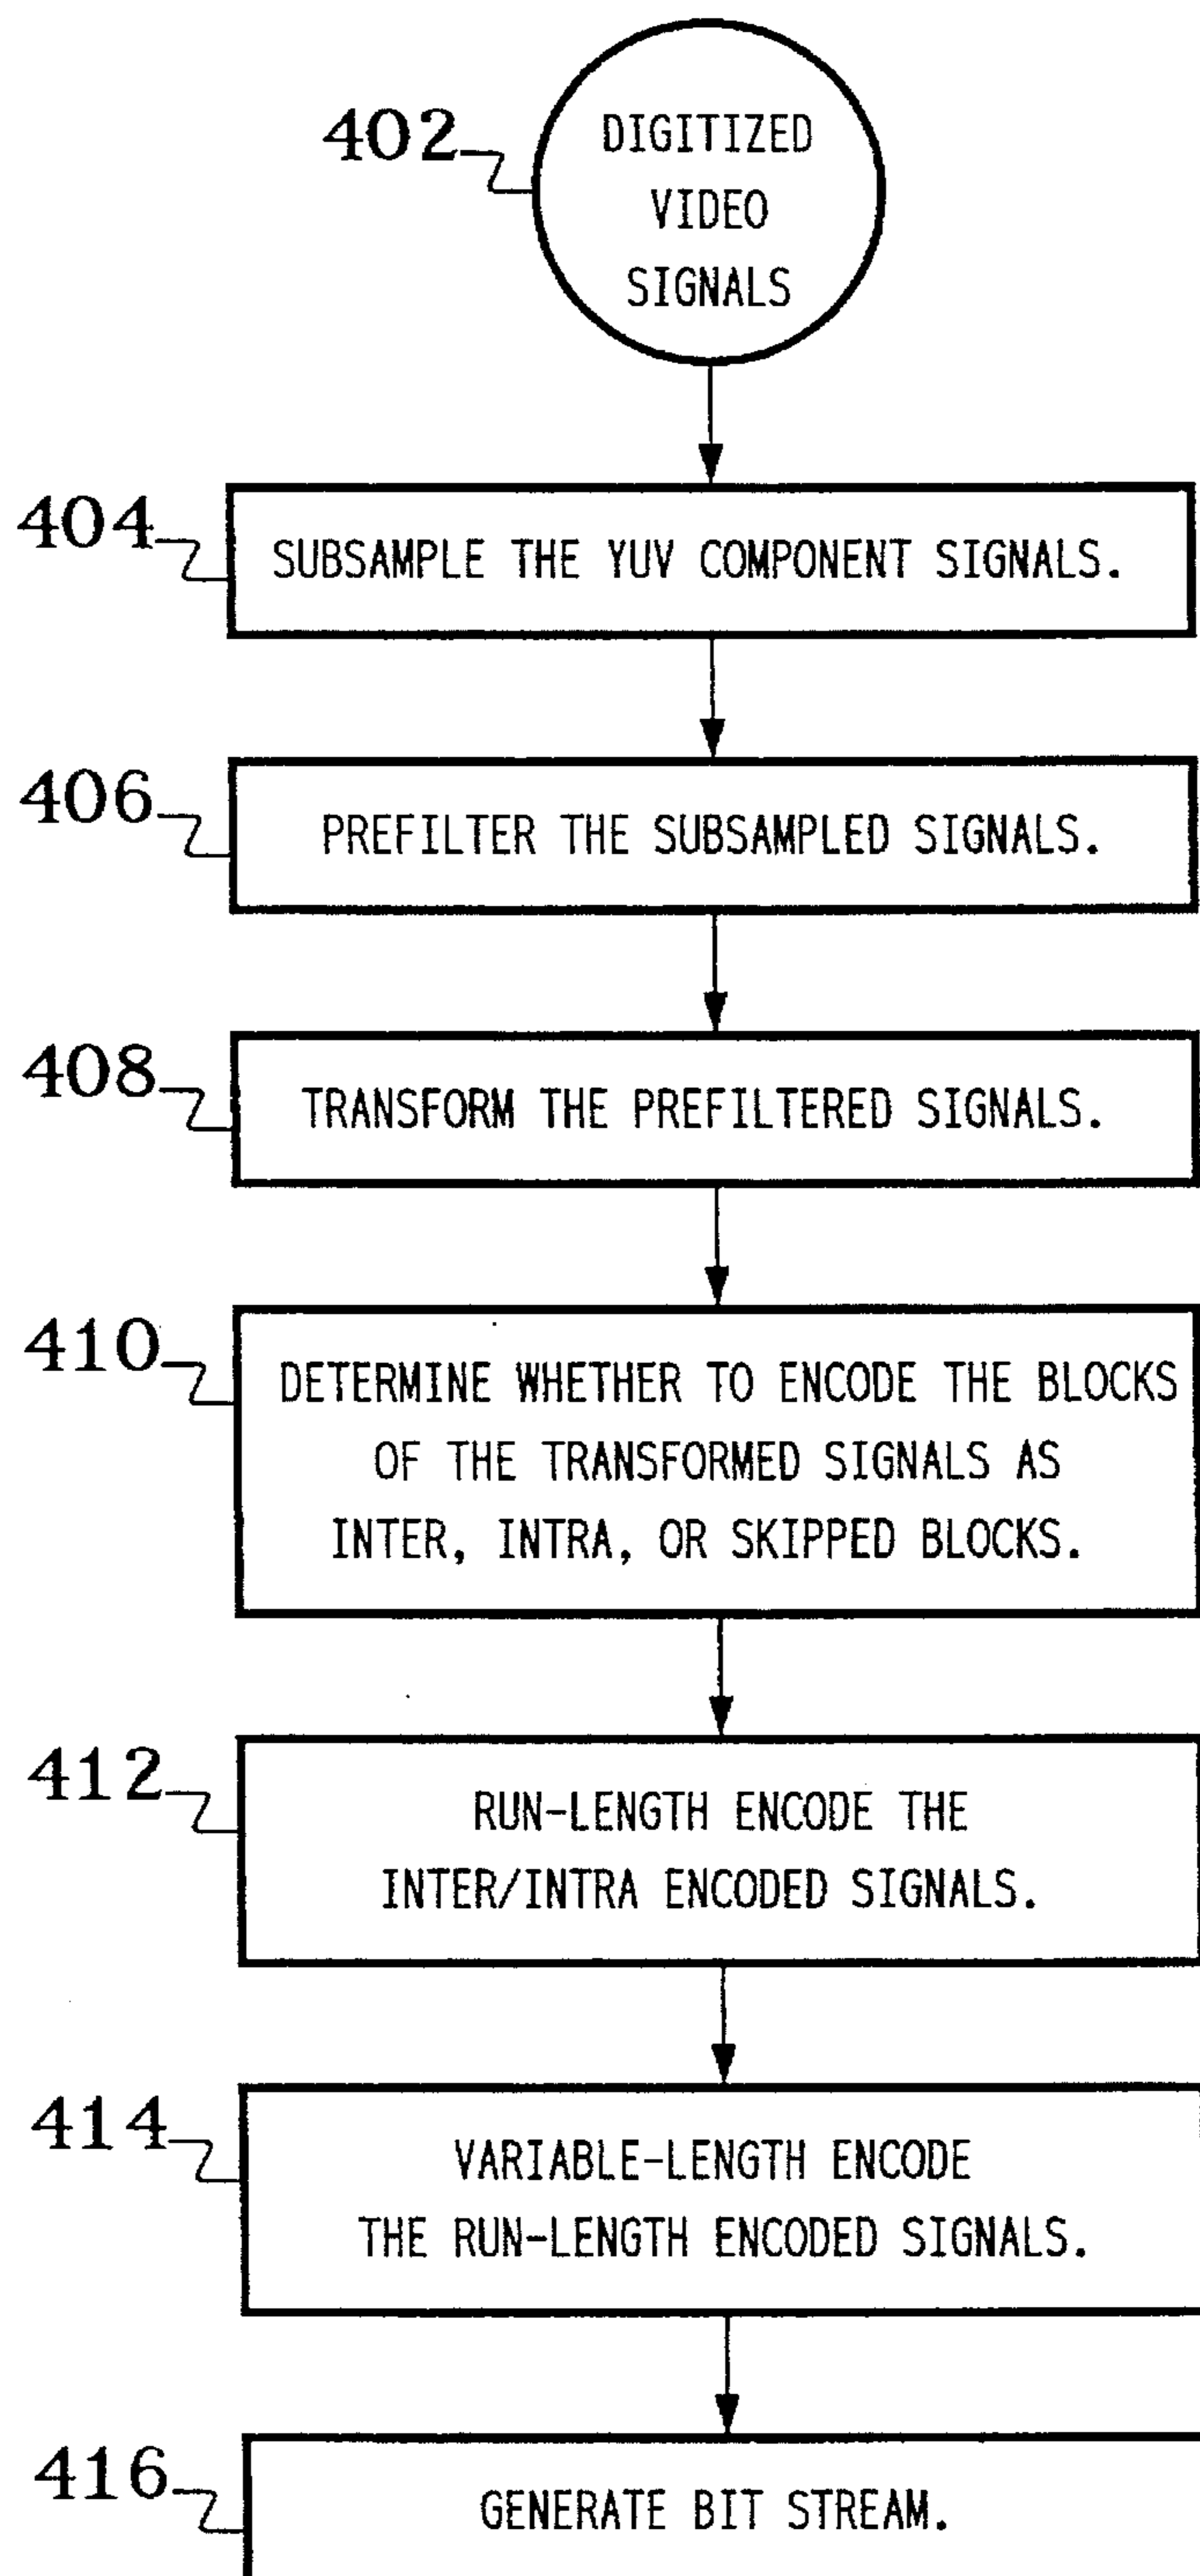 402
DIGITIZED
VIDEO
SIGNALS
404
SUBSAMPLE THE YUV COMPONENT SIGNALS.
406
PREFILTER THE SUBSAMPLED SIGNALS.
408
TRANSFORM THE PREFILTERED SIGNALS.
410
DETERMINE WHETHER TO ENCODE THE BLOCKS
OF THE TRANSFORMED SIGNALS AS
INTER, INTRA, OR SKIPPED BLOCKS.
412
RUN-LENGTH ENCODE THE
INTER/INTRA ENCODED SIGNALS.
414
VARIABLE-LENGTH ENCODE
THE RUN-LENGTH ENCODED SIGNALS.
416
GENERATE BIT STREAM.